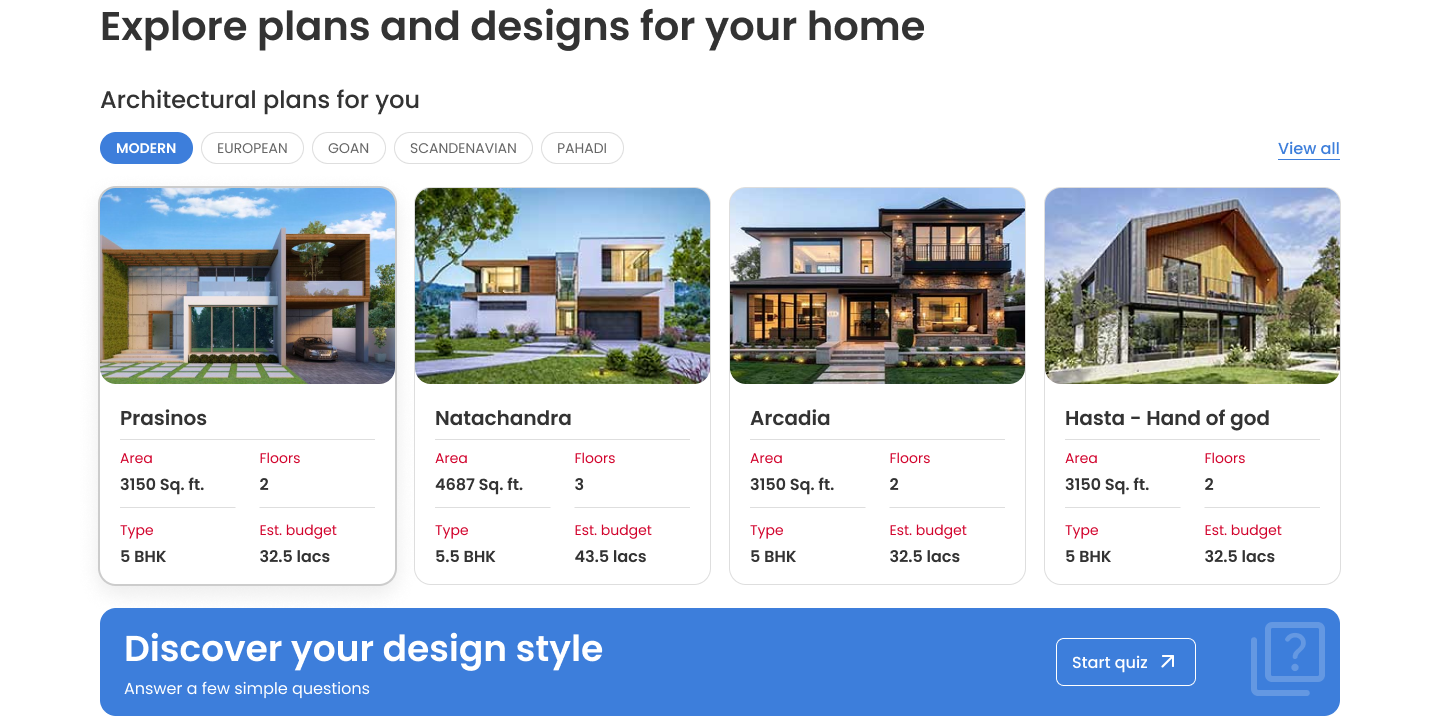 Explore plans and designs for your home
Architectural plans for you
MODERN EUROPEAN GOAN SCANDENAVIAN PAHADI View all
Prasinos Natachandra Arcadia Hasta - Hand of god
Area Floors Area Floors Area Floors Area Floors
3150 Sq. ft. 2 4687 Sq. ft. 3 3150 Sq. ft. 2 3150 Sq. ft. 2
Type Est. budget Type Est. budget Type Est. budget Type Est. budget
5 BHK 32.5 lacs 5.5 BHK 43.5 lacs 5 BHK 32.5 lacs 5 BHK 32.5 lacs
Discover your design style
Answer a few simple questions
Start quiz
?